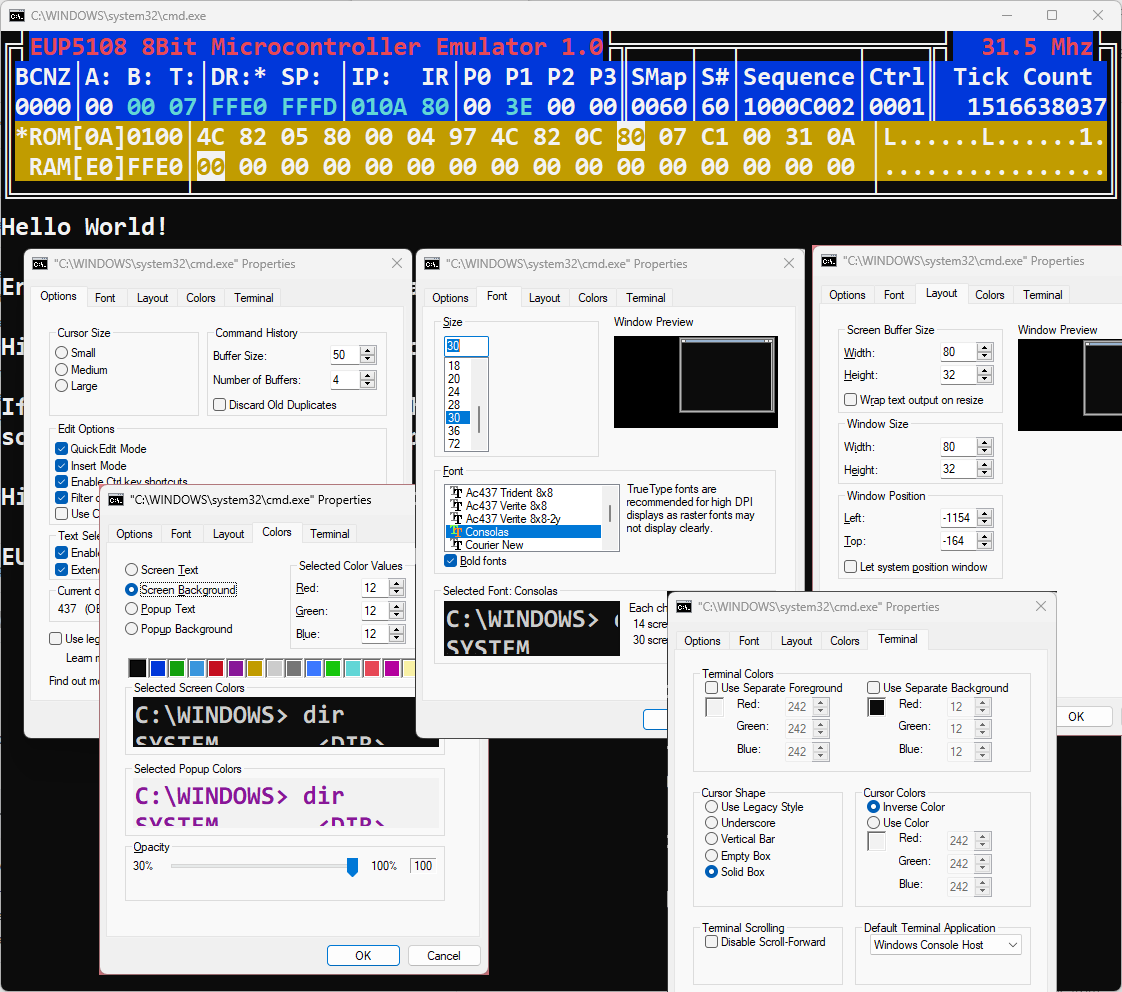 C:\WINDOWS\system32\cmd.exe
EUP5108 8Bit Microcontroller Emulator 1.0 31.5 Mhz
BCNZ A: B: T: DR:* SP: IP: IR P0 P1 P2 P3 SMap S# Sequence Ctrl Tick Count
0000 00 00 07 FFE0 FFFD 010A 80 00 3E 00 00 0060 60 1000C002 0001 1516638037
*ROM[0A]0100 4C 82 05 80 00 04 97 4C 82 0C 80 07 C1 00 31 0A L......L......1.
RAM[E0]FFE0 00 00 00 00 00 00 00 00 00 00 00 00 00 00 00 00 ................
Hello World!
"C:\WINDOWS\system32\cmd.exe" Properties
Options Font Layout Colors Terminal
Cursor Size
Small
Medium
Large
Command History
Buffer Size: 50
Number of Buffers: 4
Discard Old Duplicates
Edit Options
QuickEdit Mode
Insert Mode
Enable Ctrl key shortcuts
Filter
Use
Text
Enable
Current
437
Use
Learn
Find out
"C:\WINDOWS\system32\cmd.exe" Properties
Options Font Layout Colors Terminal
Size
30
18
20
24
28
30
36
72
Window Preview
Font
Ac437 Trident 8x8
Ac437 Verite 8x8
Ac437 Verite 8x8-2y
Consolas
Courier New
Bold fonts
TrueType fonts are
recommended for high DPI
displays as raster fonts may
not display clearly.
Selected Font: Consolas
C:\WINDOWS>
SYSTEM
Each
14
30
"C:\WINDOWS\system32\cmd.exe" Properties
Options Font Layout Colors Terminal
Screen Buffer Size
Width: 80
Height: 32
Wrap text output on resize
Window Size
Width: 80
Height: 32
Window Position
Left: -1154
Top: -164
Let system position window
Window Preview
OK
"C:\WINDOWS\system32\cmd.exe" Properties
Options Font Layout Colors Terminal
Screen Text
Screen Background
Popup Text
Popup Background
Selected Color Values
Red: 12
Green: 12
Blue: 12
Selected Screen Colors
C:\WINDOWS> dir
SYSTEM <DIR>
Selected Popup Colors
C:\WINDOWS> dir
SYSTEM <DIR>
Opacity
30% 100% 100
OK Cancel
"C:\WINDOWS\system32\cmd.exe" Properties
Options Font Layout Colors Terminal
Terminal Colors
Use Separate Foreground
Red: 242
Green: 242
Blue: 242
Use Separate Background
Red: 12
Green: 12
Blue: 12
Cursor Shape
Use Legacy Style
Underscore
Vertical Bar
Empty Box
Solid Box
Cursor Colors
Inverse Color
Use Color
Red: 242
Green: 242
Blue: 242
Terminal Scrolling
Disable Scroll-Forward
Default Terminal Application
Windows Console Host